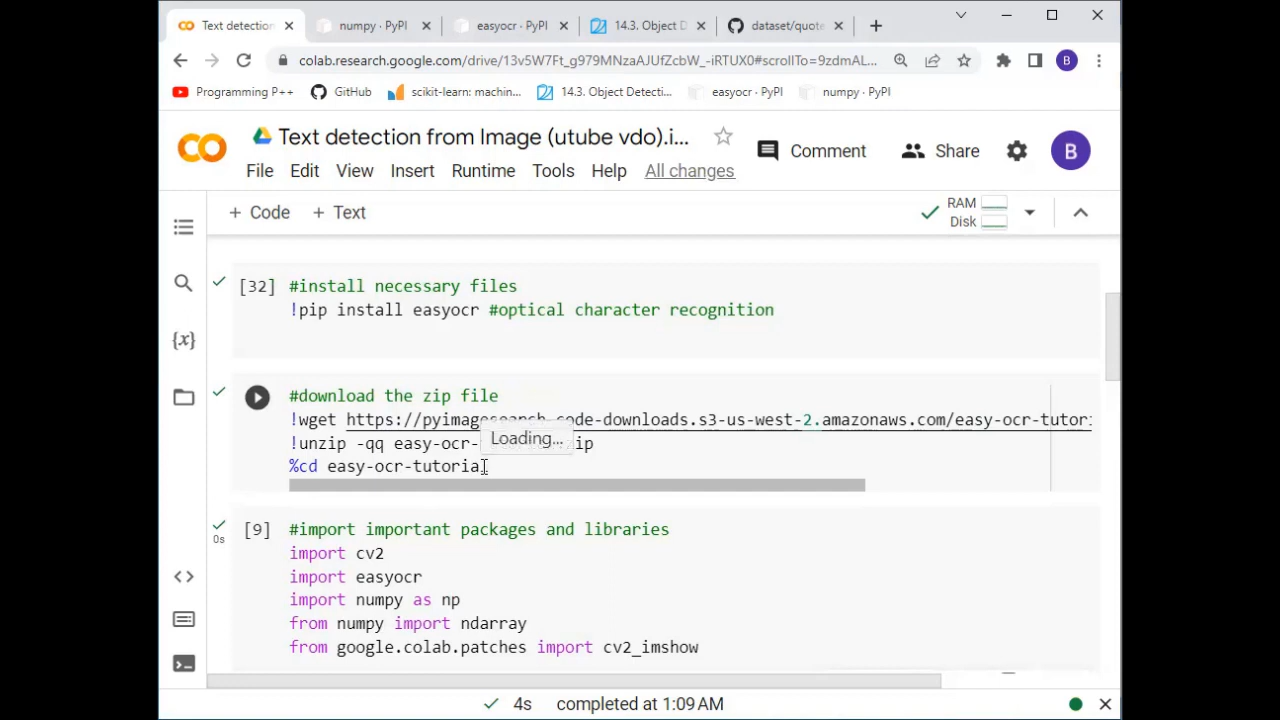 Text detection
numpy · PyPI
easyocr · PyPI
14.3. Object D
dataset/quote
colab.research.google.com/drive/13v5W7Ft_g979MNzaAJUfZcbW_-iRTUX0#scrollTo=9zdmAL...
B
Programming P++
GitHub
scikit-learn: machin...
14.3. Object Detecti...
easyocr · PyPI
numpy · PyPI
Text detection from Image (utube vdo).i...
Comment
Share
B
File Edit View Insert Runtime Tools Help All changes
+ Code + Text
RAM
Disk
{x}
[32] #install necessary files
!pip install easyocr #optical character recognition
#download the zip file
!wget https://pyimagesearch-code-downloads.s3-us-west-2.amazonaws.com/easy-ocr-tutori
!unzip -qq easy-ocr-
Loading...
%cd easy-ocr-tutorial
[9] #import important packages and libraries
0s
import cv2
import easyocr
import numpy as np
from numpy import ndarray
from google.colab.patches import cv2_imshow
4s completed at 1:09 AM